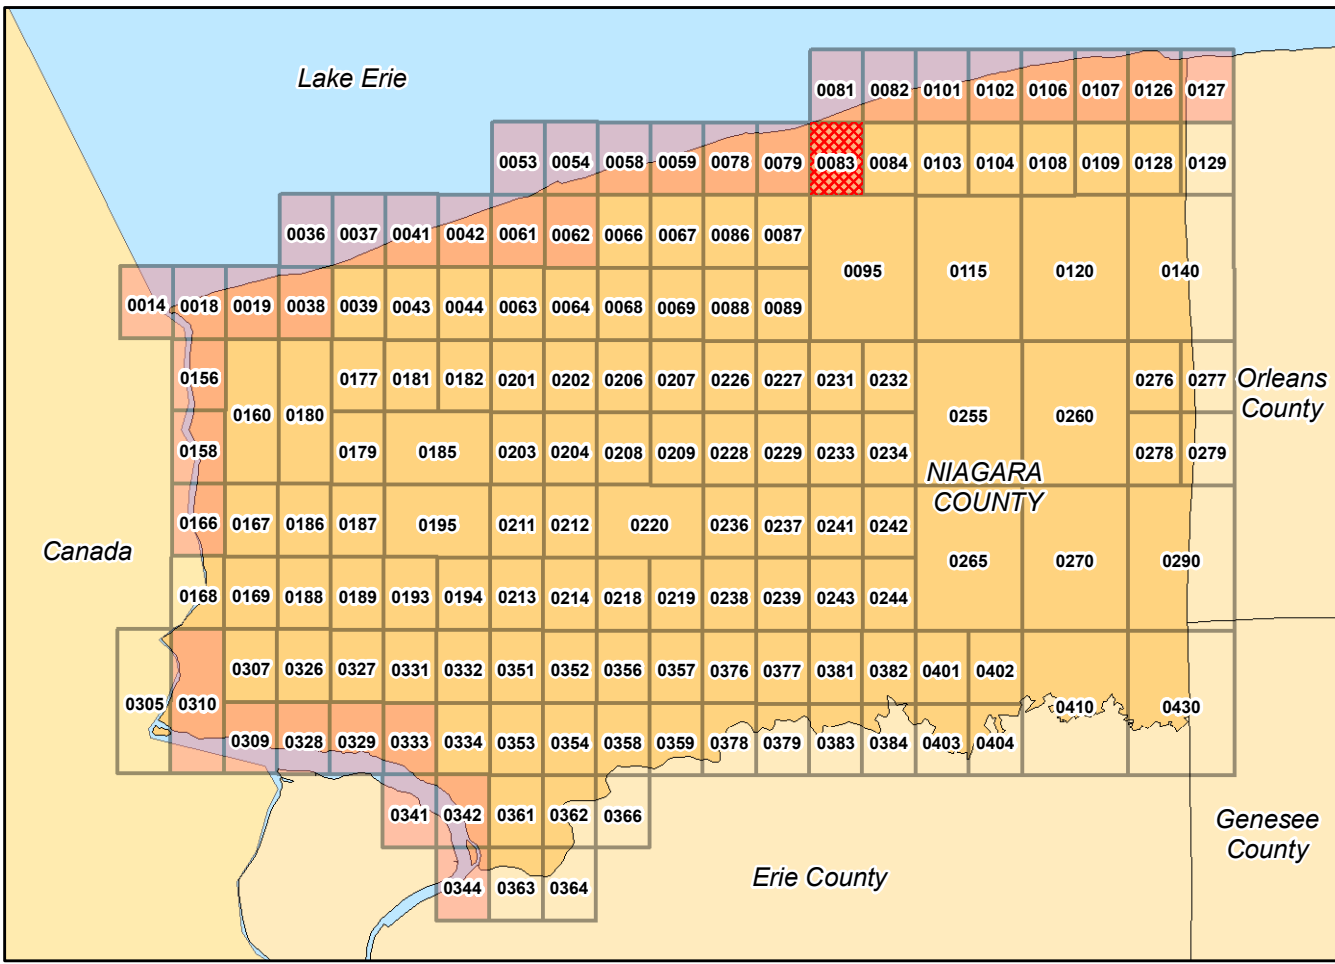 Lake Erie
0081 0082 0101 0102 0106 0107 0126 0127
0053 0054 0058 0059 0078 0079 0083 0084 0103 0104 0108 0109 0128 0129
0036 0037 0041 0042 0061 0062 0066 0067 0086 0087
0095 0115 0120 0140
0014 0018 0019 0038 0039 0043 0044 0063 0064 0068 0069 0088 0089
0156 0177 0181 0182 0201 0202 0206 0207 0226 0227 0231 0232 0276 0277
Orleans
County
0160 0180 0255 0260
0158 0179 0185 0203 0204 0208 0209 0228 0229 0233 0234 0278 0279
NIAGARA
COUNTY
0166 0167 0186 0187 0195 0211 0212 0220 0236 0237 0241 0242
Canada
0265 0270 0290
0168 0169 0188 0189 0193 0194 0213 0214 0218 0219 0238 0239 0243 0244
0307 0326 0327 0331 0332 0351 0352 0356 0357 0376 0377 0381 0382 0401 0402
0305 0310 0410 0430
0309 0328 0329 0333 0334 0353 0354 0358 0359 0378 0379 0383 0384 0403 0404
0341 0342 0361 0362 0366
Genesee
County
Erie County
0344 0363 0364